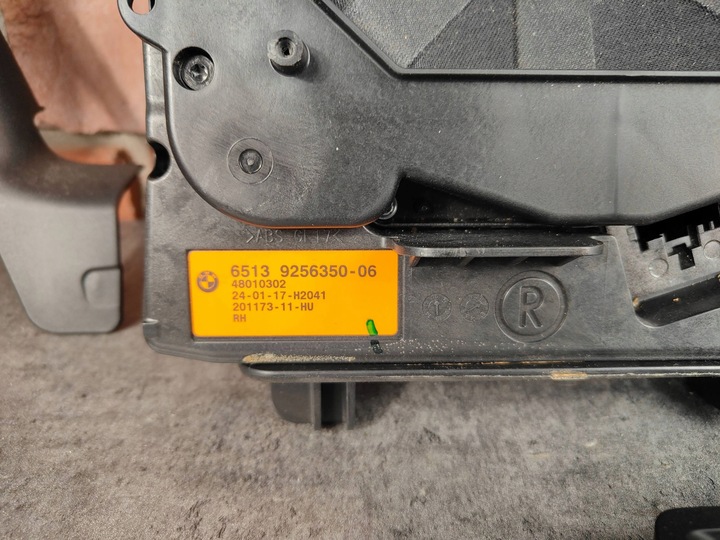 6513 9256350-06
48010302
24-01-17-H2041
201173-11-HU
RH
R